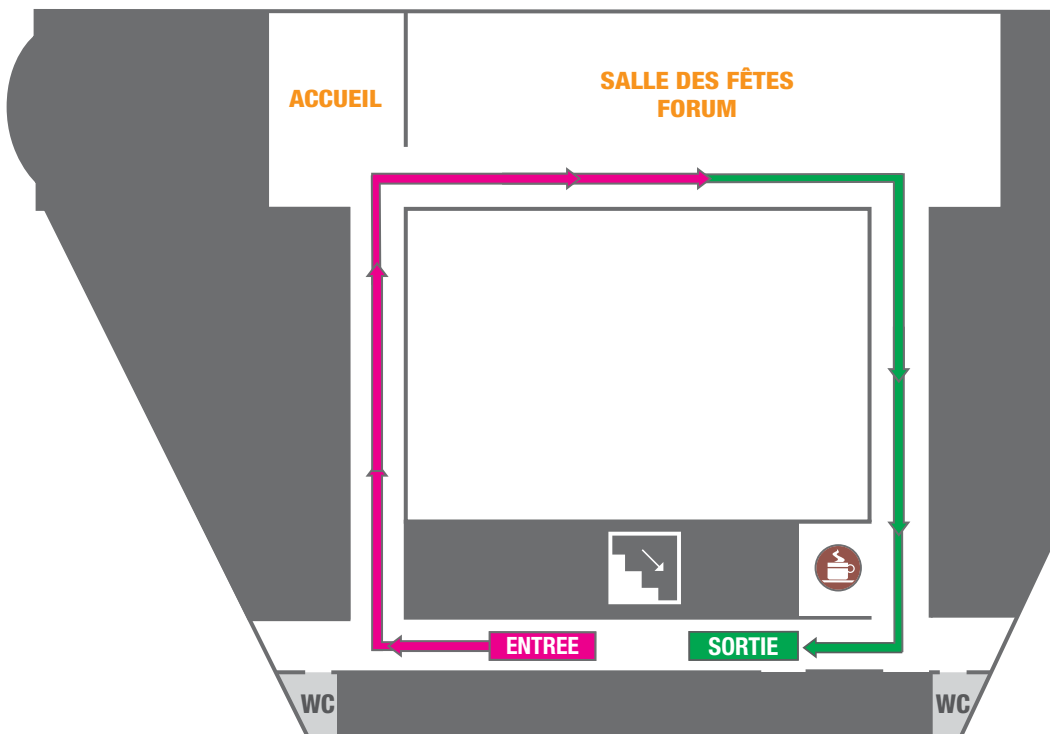 ACCUEIL
SALLE DES FÊTES
FORUM
ENTREE
SORTIE
WC
WC